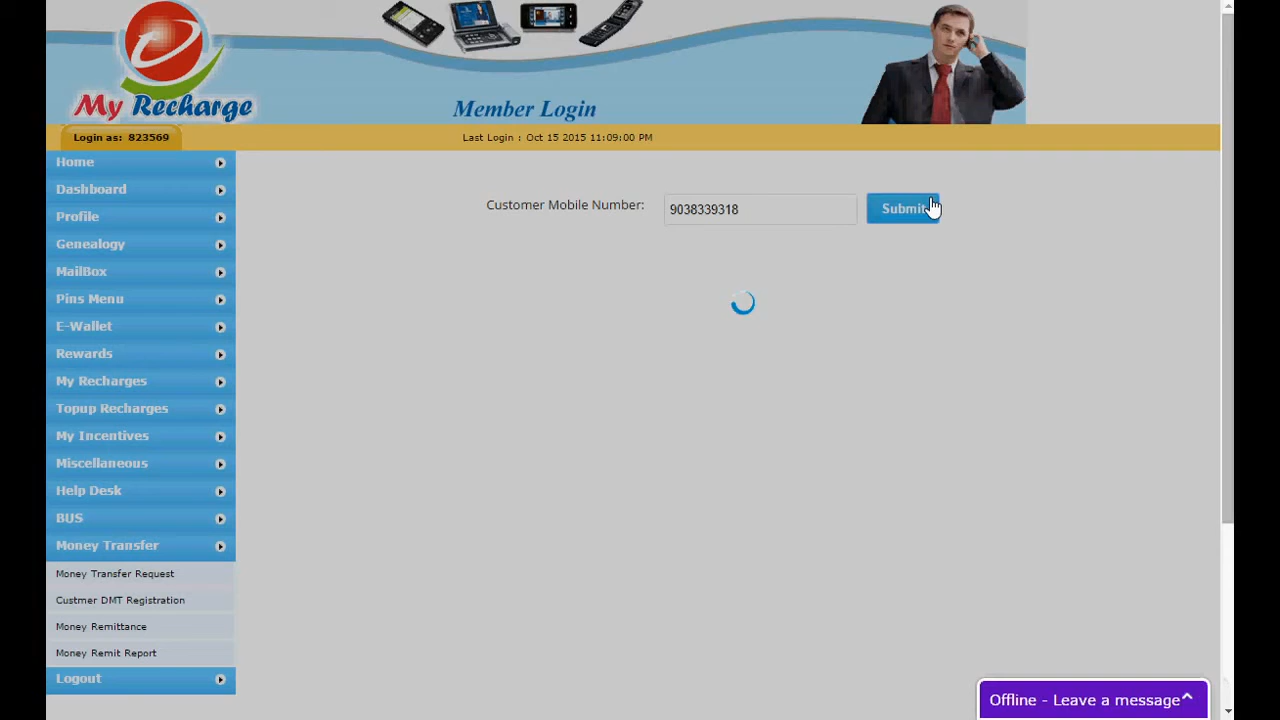 My Recharge
Member Login
Login as: 823569
Last Login : Oct 15 2015 11:09:00 PM
Home
Dashboard
Profile
Genealogy
MailBox
Pins Menu
E-Wallet
Rewards
My Recharges
Topup Recharges
My Incentives
Miscellaneous
Help Desk
BUS
Money Transfer
Money Transfer Request
Custmer DMT Registration
Money Remittance
Money Remit Report
Logout
Customer Mobile Number: 9038339318 Submit
Offline - Leave a message